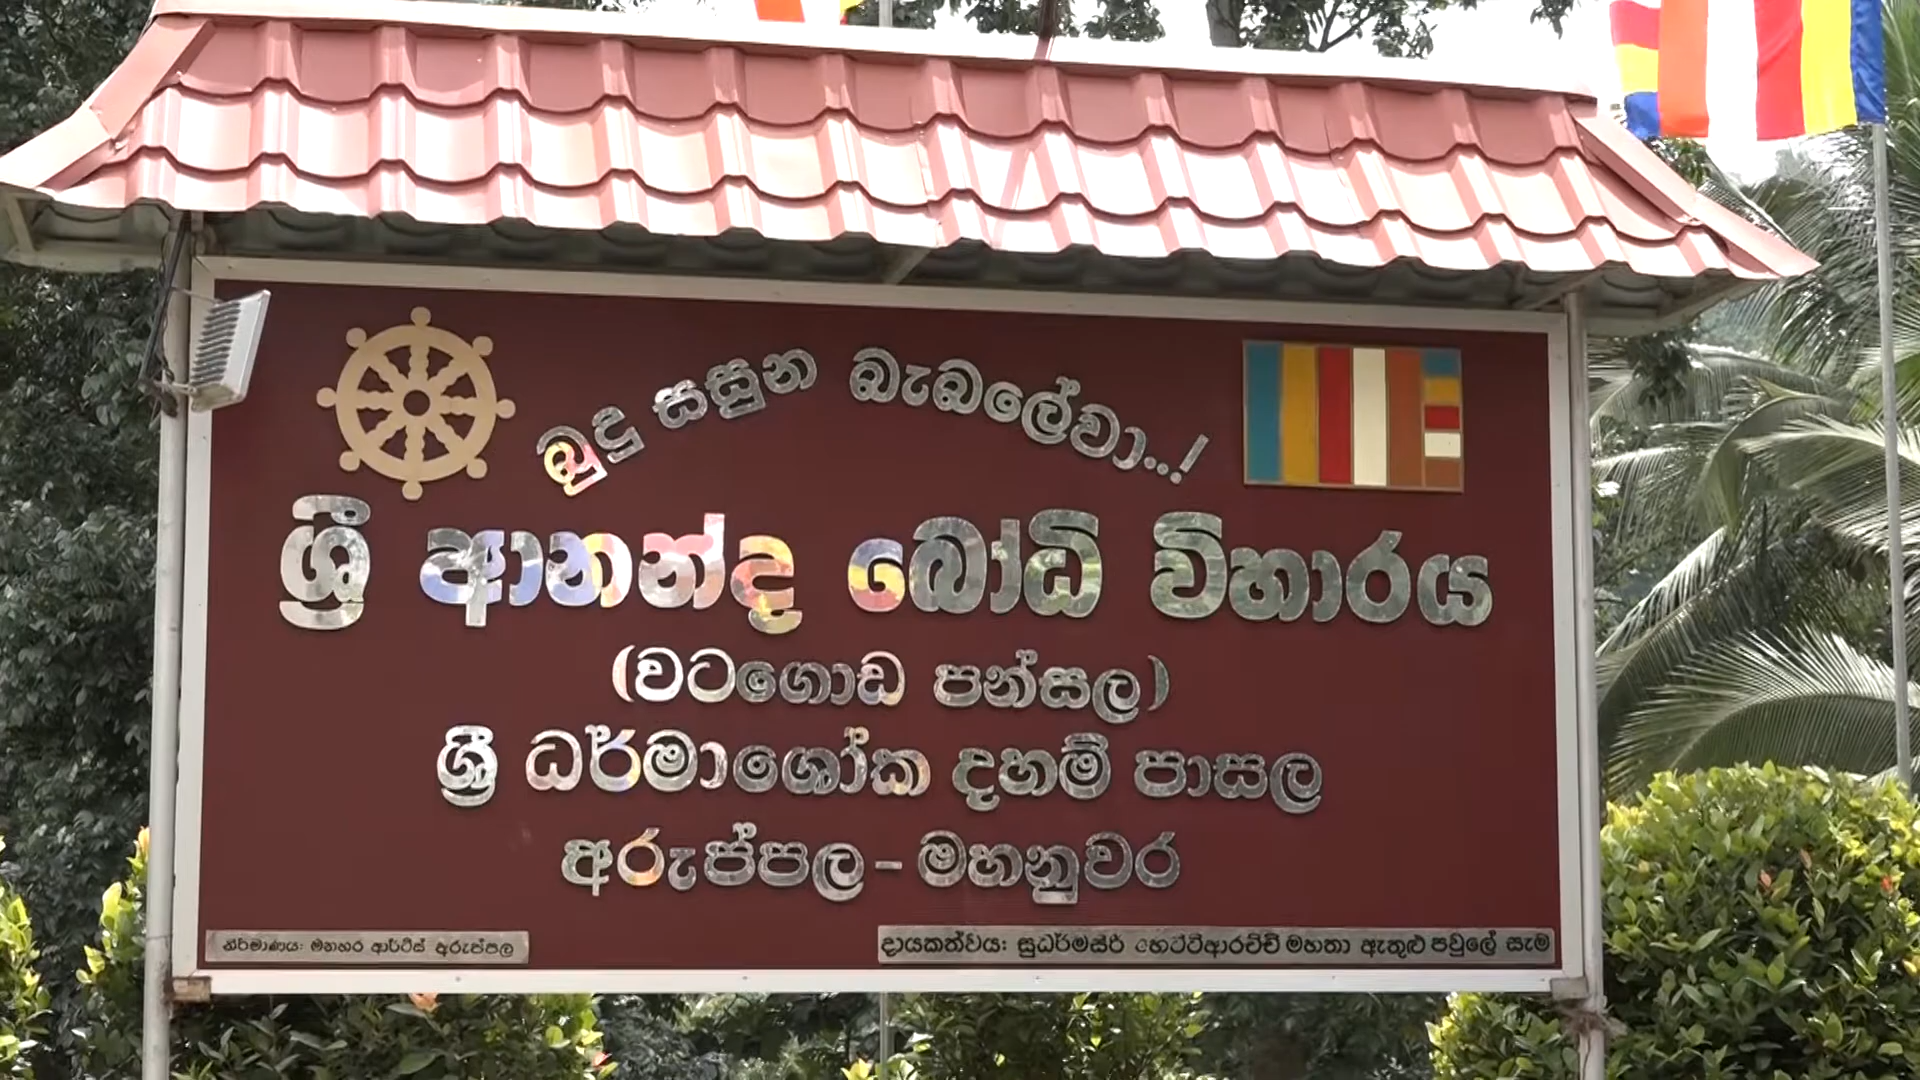 බුදු සසුන බැබලේවා..!
ශ්‍රී ආනන්ද බෝධි විහාරය
(වටගොඩ පන්සල)
ශ්‍රී ධර්මාශෝක දහම් පාසල
අරුප්පල - මහනුවර
නිර්මාණය: මනහර ආර්ට්ස් අරුප්පල
දායකත්වය: සුධර්මසිරි හෙට්ටිආරච්චි මහතා ඇතුළු පවුලේ සැම